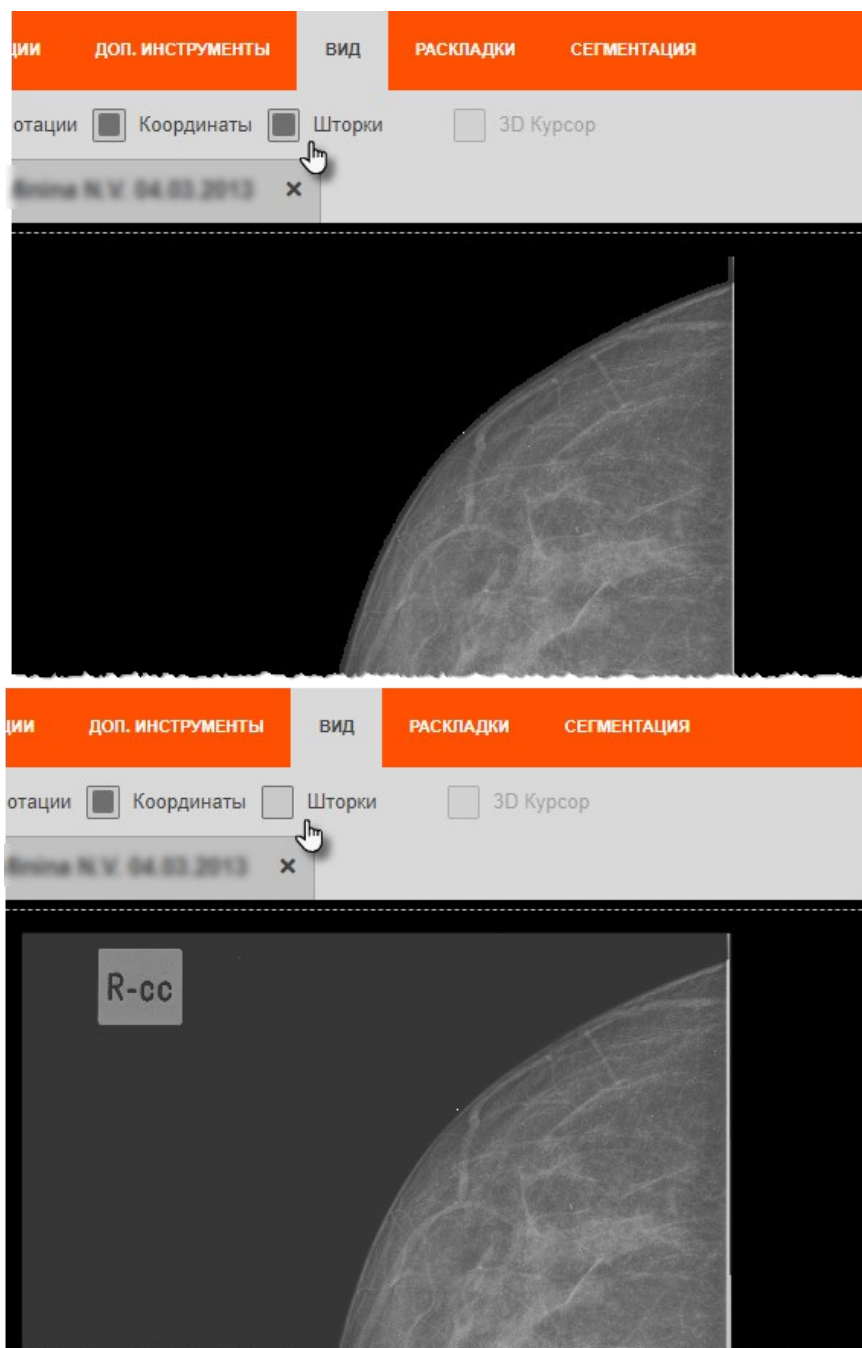 ЦИИ ДОП. ИНСТРУМЕНТЫ ВИД РАСКЛАДКИ СЕГМЕНТАЦИЯ
отации Координаты Шторки 3D Курсор
ЦИИ ДОП. ИНСТРУМЕНТЫ ВИД РАСКЛАДКИ СЕГМЕНТАЦИЯ
отации Координаты Шторки 3D Курсор
R-cc